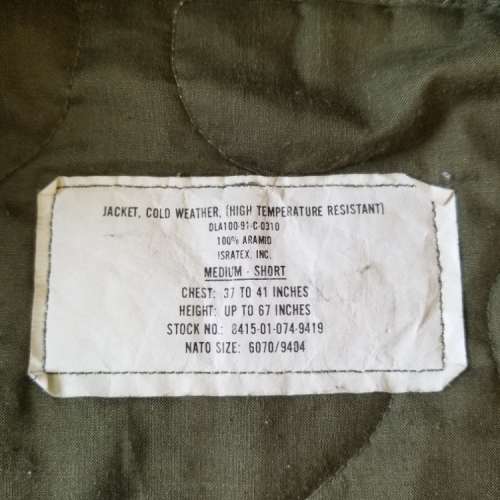 JACKET, COLD WEATHER, (HIGH TEMPERATURE RESISTANT)
DLA100-91-C-0310
100% ARAMID
ISRATEX, INC.
MEDIUM - SHORT
CHEST: 37 TO 41 INCHES
HEIGHT: UP TO 67 INCHES
STOCK NO.: 8415-01-074-9419
NATO SIZE: 6070/9404